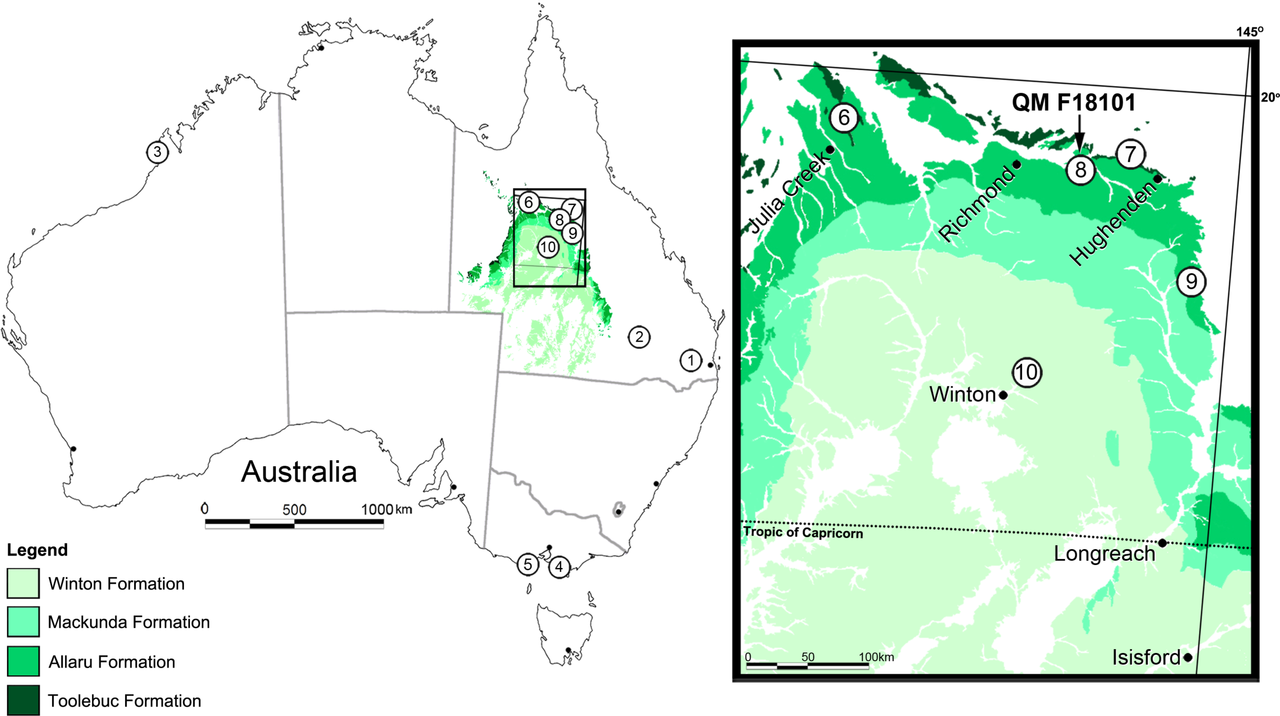 3
6
7
8
9
10
2
1
5
4
Australia
0 500 1000 km
Legend
Winton Formation
Mackunda Formation
Allaru Formation
Toolebuc Formation
145º
20º
QM F18101
6
7
8
Julia Creek
Richmond
Hughenden
9
10
Winton
Tropic of Capricorn
Longreach
Isisford
0 50 100km